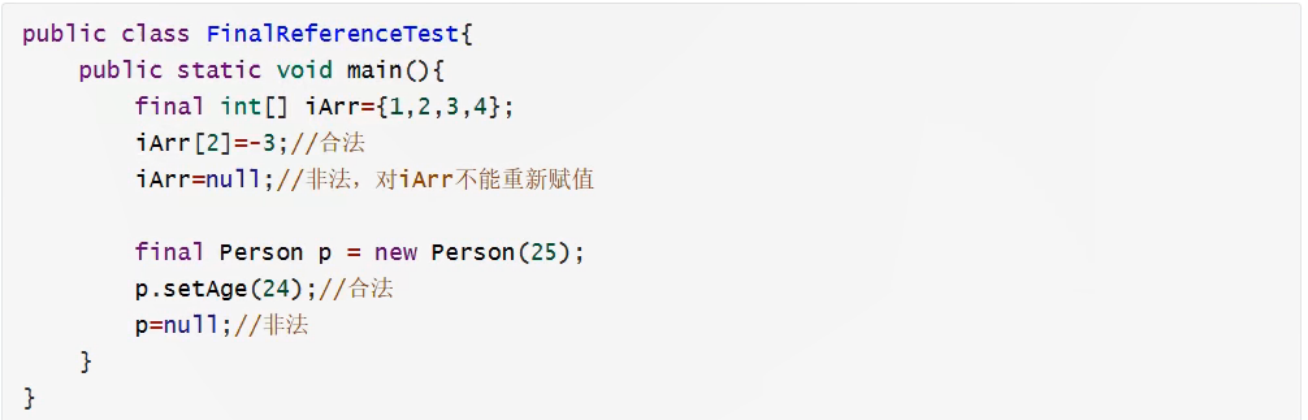 public class FinalReferenceTest{
    public static void main(){
        final int[] iArr={1,2,3,4};
        iArr[2]=-3;//合法
        iArr=null;//非法，对iArr不能重新赋值

        final Person p = new Person(25);
        p.setAge(24);//合法
        p=null;//非法
    }
}